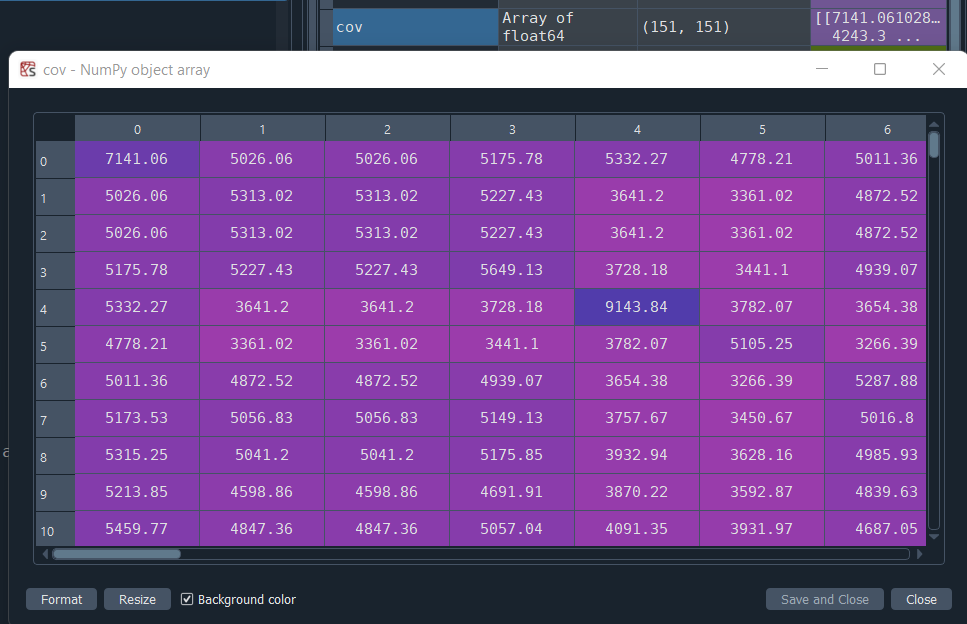 cov
Array of
float64
(151, 151)
[[7141.061028…
4243.3 ...
cov - NumPy object array
0 1 2 3 4 5 6
0 7141.06 5026.06 5026.06 5175.78 5332.27 4778.21 5011.36
1 5026.06 5313.02 5313.02 5227.43 3641.2 3361.02 4872.52
2 5026.06 5313.02 5313.02 5227.43 3641.2 3361.02 4872.52
3 5175.78 5227.43 5227.43 5649.13 3728.18 3441.1 4939.07
4 5332.27 3641.2 3641.2 3728.18 9143.84 3782.07 3654.38
5 4778.21 3361.02 3361.02 3441.1 3782.07 5105.25 3266.39
6 5011.36 4872.52 4872.52 4939.07 3654.38 3266.39 5287.88
7 5173.53 5056.83 5056.83 5149.13 3757.67 3450.67 5016.8
8 5315.25 5041.2 5041.2 5175.85 3932.94 3628.16 4985.93
9 5213.85 4598.86 4598.86 4691.91 3870.22 3592.87 4839.63
10 5459.77 4847.36 4847.36 5057.04 4091.35 3931.97 4687.05
Format Resize Background color Save and Close Close